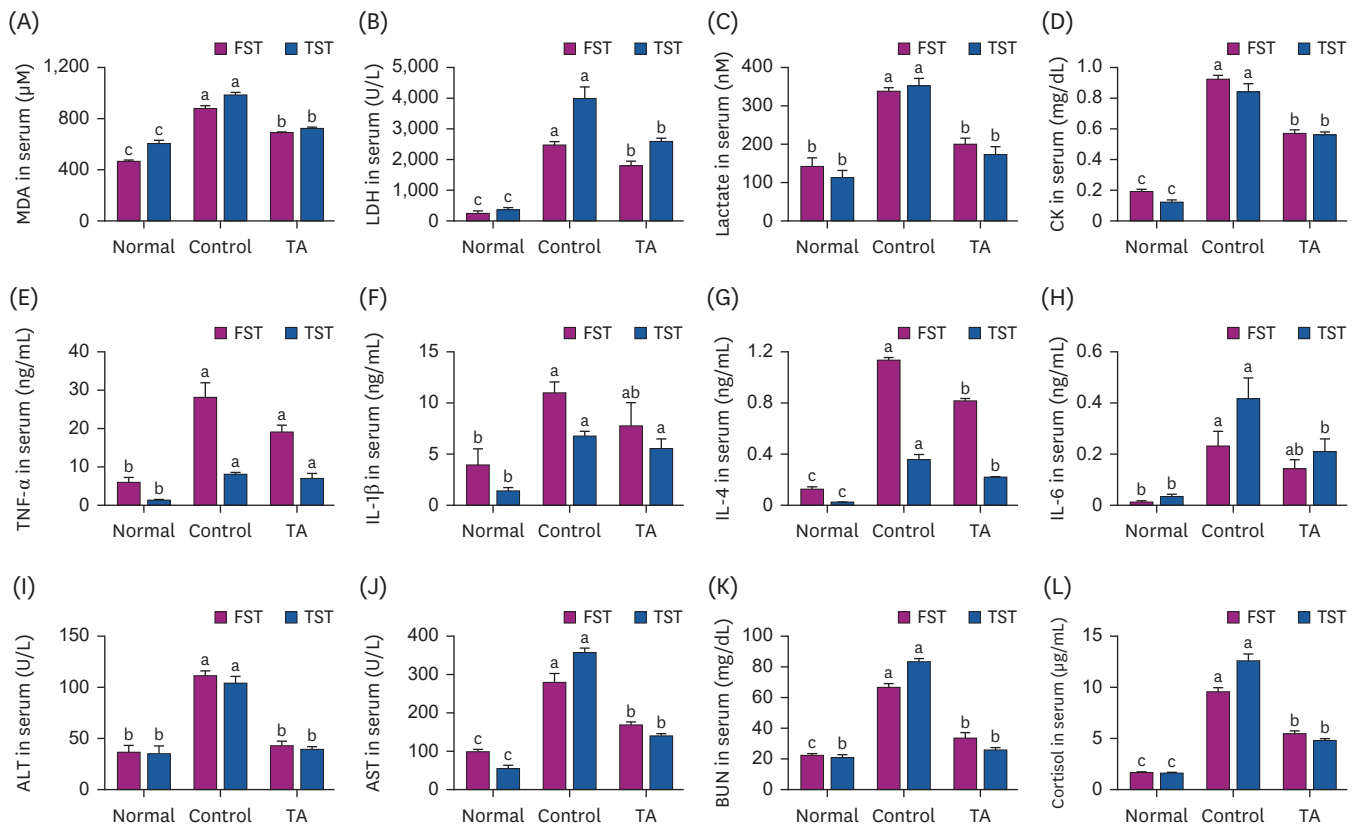 (A)
FST TST
MDA in serum (µM)
1,200
800
400
0
c c a a b b
Normal Control TA
(B)
FST TST
LDH in serum (U/L)
5,000
4,000
3,000
2,000
1,000
0
c c a a b b
Normal Control TA
(C)
FST TST
Lactate in serum (nM)
400
300
200
100
0
b b a a b b
Normal Control TA
(D)
FST TST
CK in serum (mg/dL)
1.0
0.8
0.6
0.4
0.2
0
c c a a b b
Normal Control TA
(E)
FST TST
TNF-α in serum (ng/mL)
40
30
20
10
0
b b a a a a
Normal Control TA
(F)
FST TST
IL-1β in serum (ng/mL)
15
10
5
0
b b a a ab a
Normal Control TA
(G)
FST TST
IL-4 in serum (ng/mL)
1.2
0.8
0.4
0
c c a a b b
Normal Control TA
(H)
FST TST
IL-6 in serum (ng/mL)
0.6
0.4
0.2
0
b b a a ab b
Normal Control TA
(I)
FST TST
ALT in serum (U/L)
150
100
50
0
b b a a b b
Normal Control TA
(J)
FST TST
AST in serum (U/L)
400
300
200
100
0
c c a a b b
Normal Control TA
(K)
FST TST
BUN in serum (mg/dL)
100
80
60
40
20
0
c b a a b b
Normal Control TA
(L)
FST TST
Cortisol in serum (µg/mL)
15
10
5
0
c c a a b b
Normal Control TA